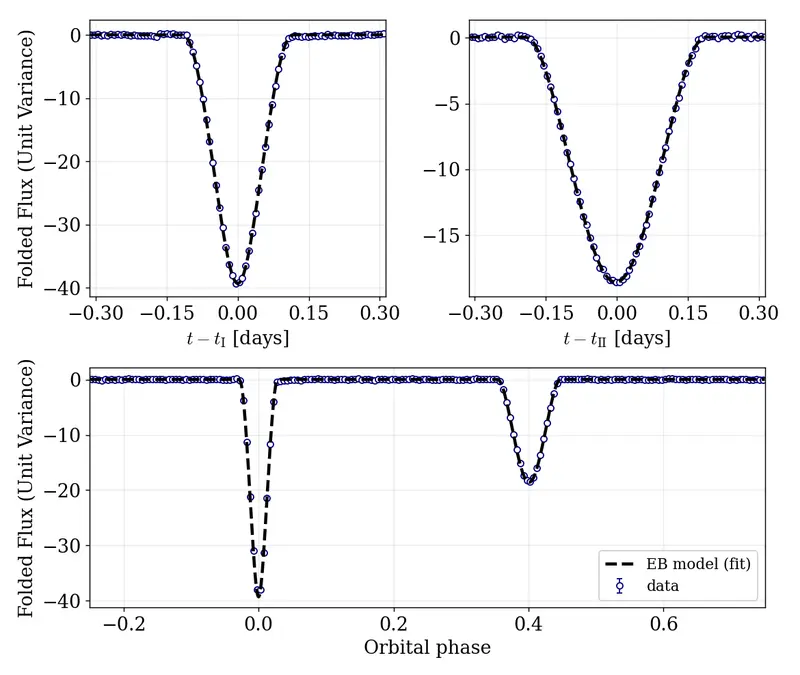 Folded Flux (Unit Variance)
0
−10
−20
−30
−40
−0.30 −0.15 0.00 0.15 0.30
t − tI [days]
0
−5
−10
−15
−0.30 −0.15 0.00 0.15 0.30
t − tII [days]
Folded Flux (Unit Variance)
0
−10
−20
−30
−40
−0.2 0.0 0.2 0.4 0.6
Orbital phase
EB model (fit)
data